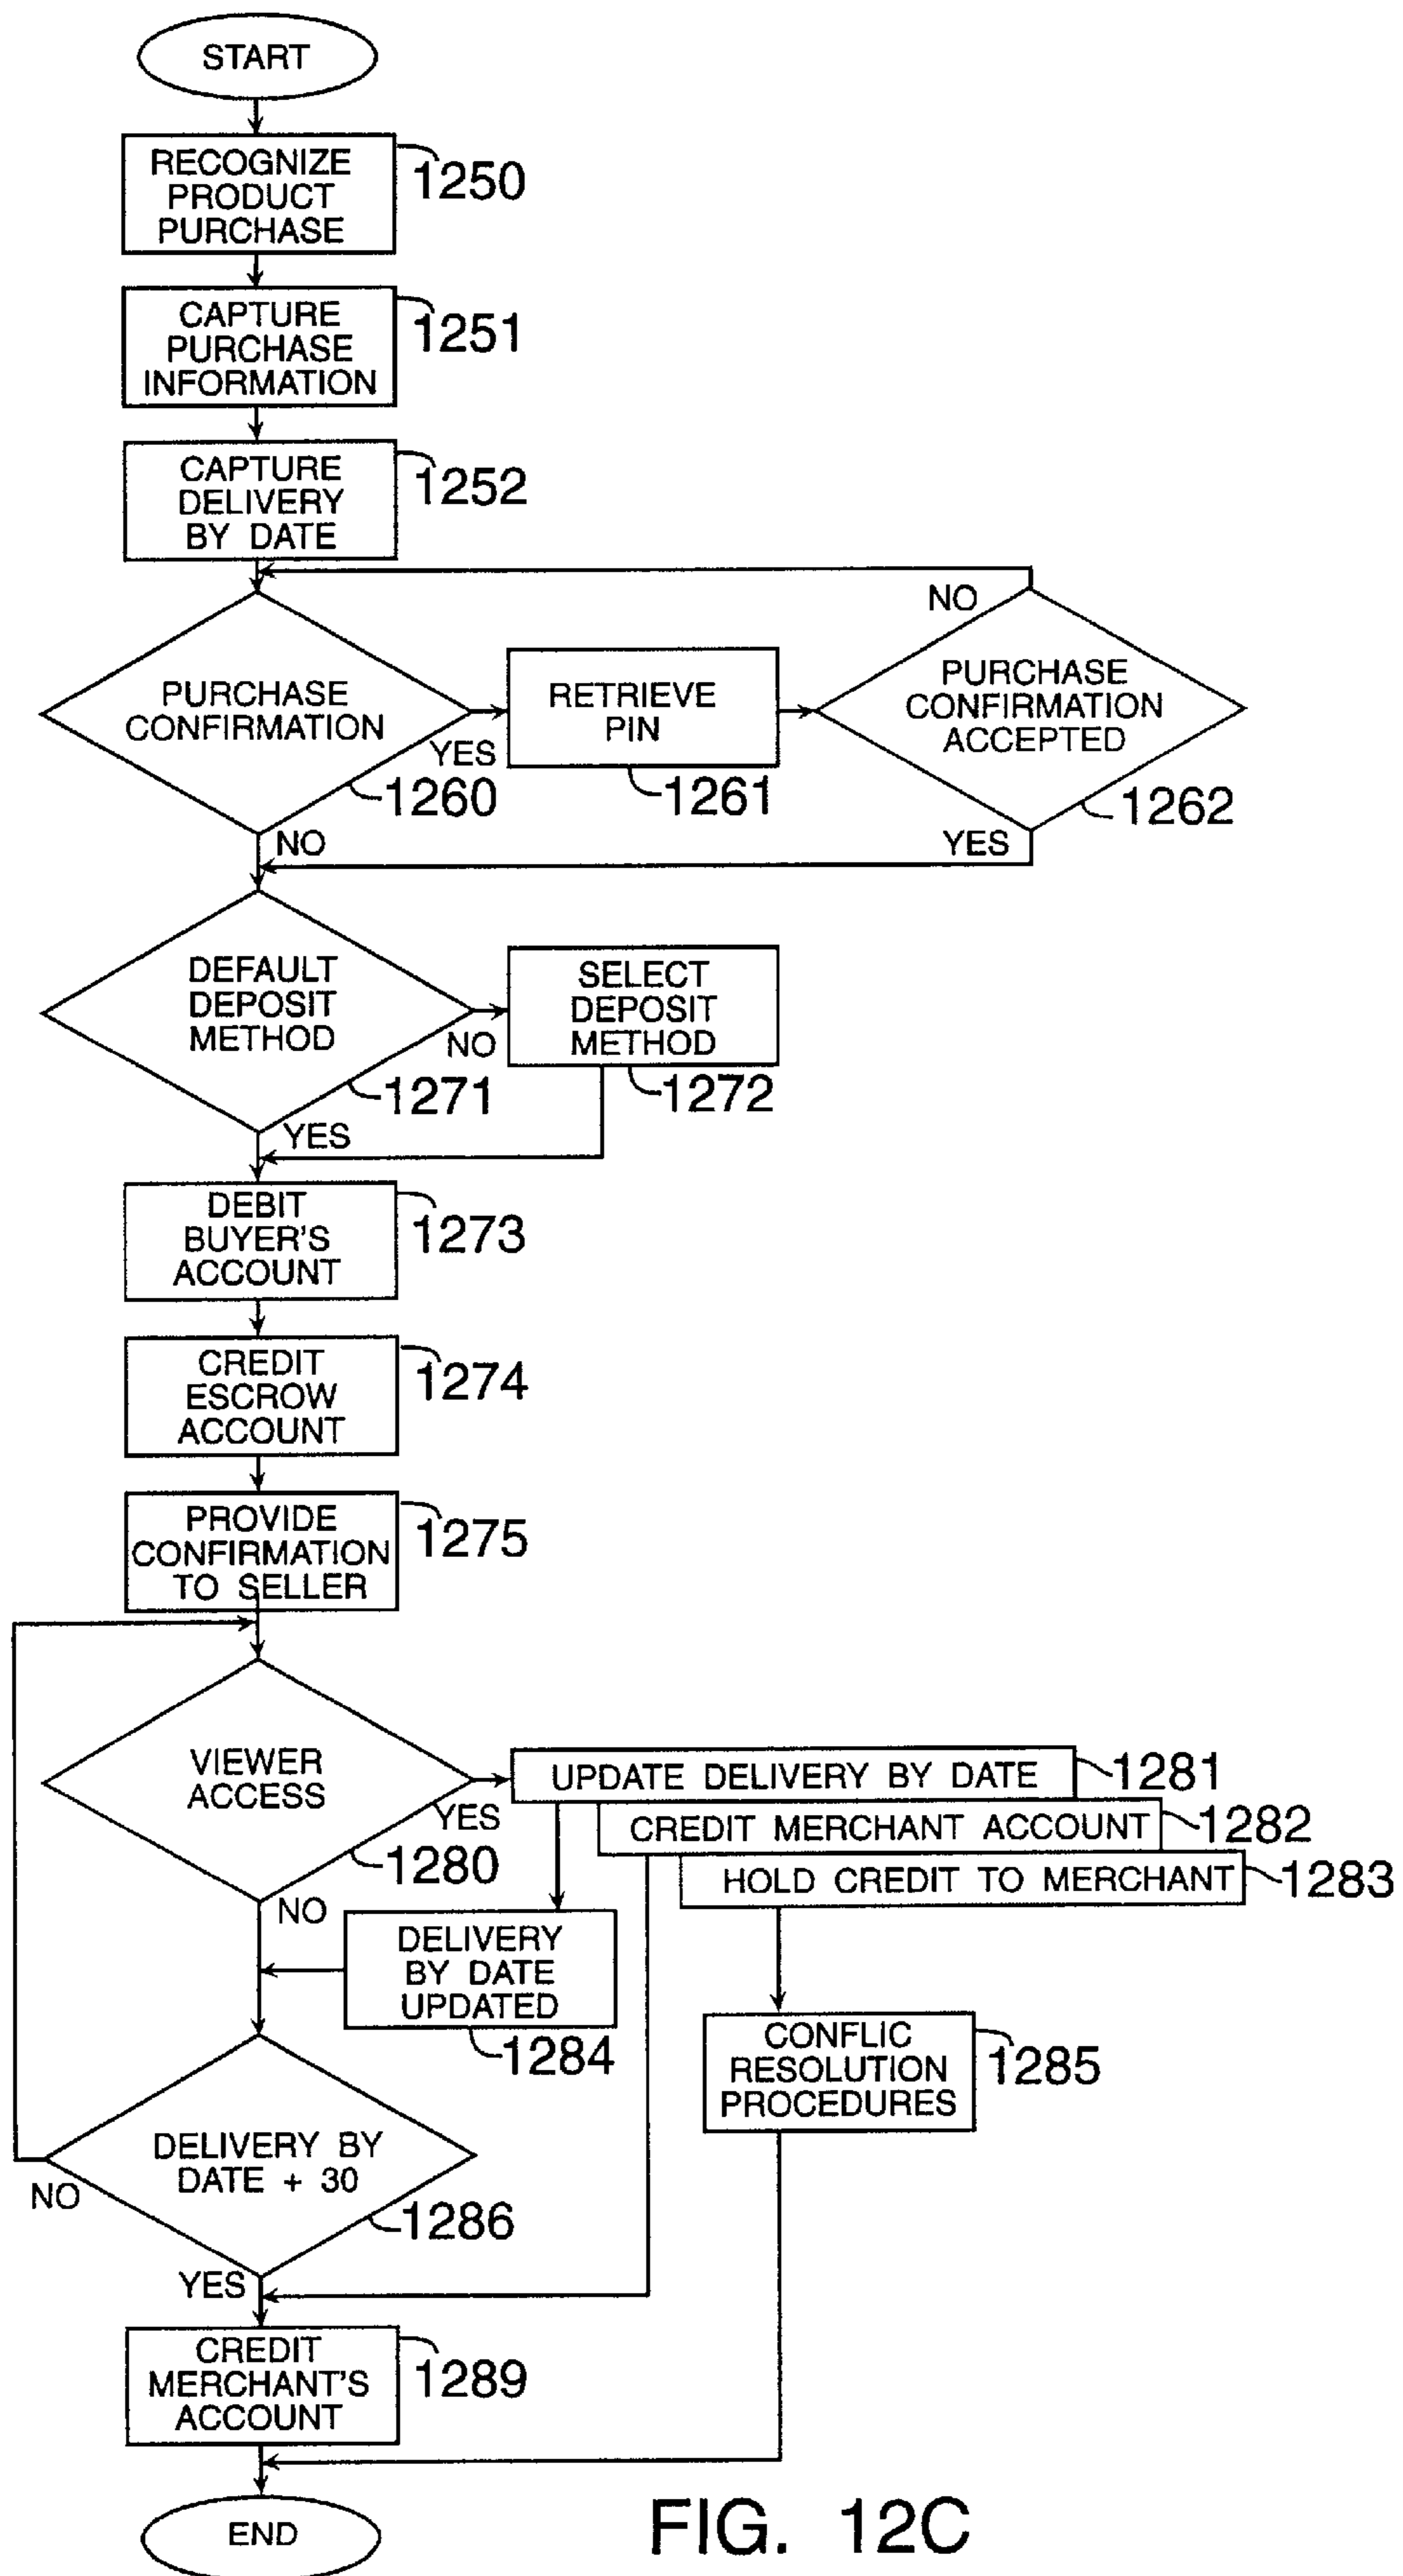 START
RECOGNIZE
PRODUCT
PURCHASE
1250
CAPTURE
PURCHASE
INFORMATION
1251
CAPTURE
DELIVERY
BY DATE
1252
PURCHASE
CONFIRMATION
YES
1260
NO
RETRIEVE
PIN
1261
NO
PURCHASE
CONFIRMATION
ACCEPTED
1262
YES
DEFAULT
DEPOSIT
METHOD
NO
1271
YES
SELECT
DEPOSIT
METHOD
1272
DEBIT
BUYER'S
ACCOUNT
1273
CREDIT
ESCROW
ACCOUNT
1274
PROVIDE
CONFIRMATION
TO SELLER
1275
VIEWER
ACCESS
YES
1280
NO
UPDATE DELIVERY BY DATE
1281
CREDIT MERCHANT ACCOUNT
1282
HOLD CREDIT TO MERCHANT
1283
DELIVERY
BY DATE
UPDATED
1284
CONFLIC
RESOLUTION
PROCEDURES
1285
DELIVERY BY
DATE + 30
NO
1286
YES
CREDIT
MERCHANT'S
ACCOUNT
1289
END
FIG. 12C